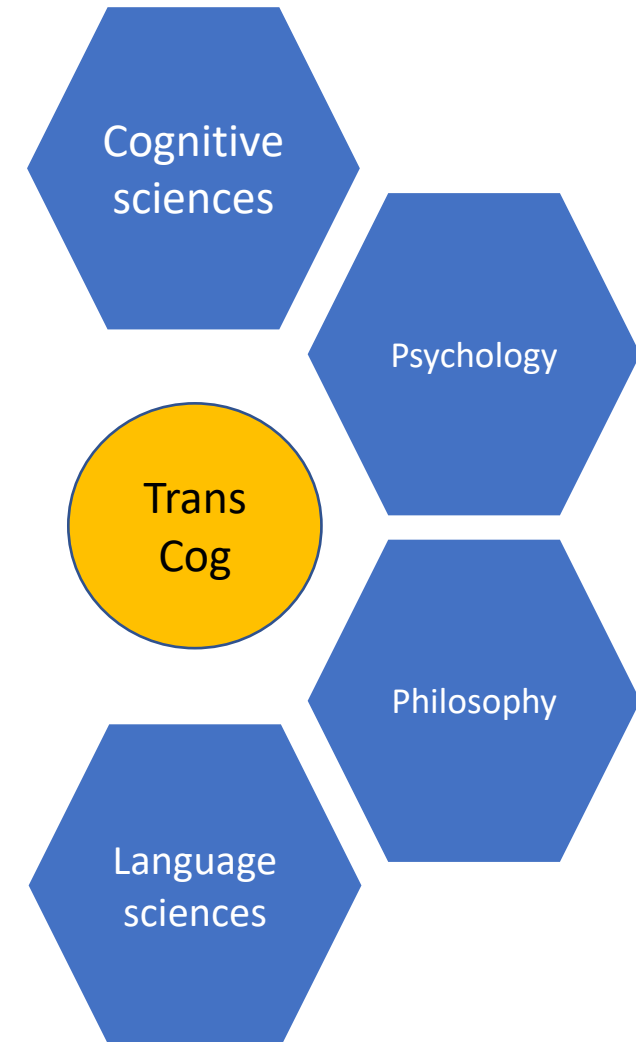 Cognitive
sciences
Psychology
Trans
Cog
Philosophy
Language
sciences